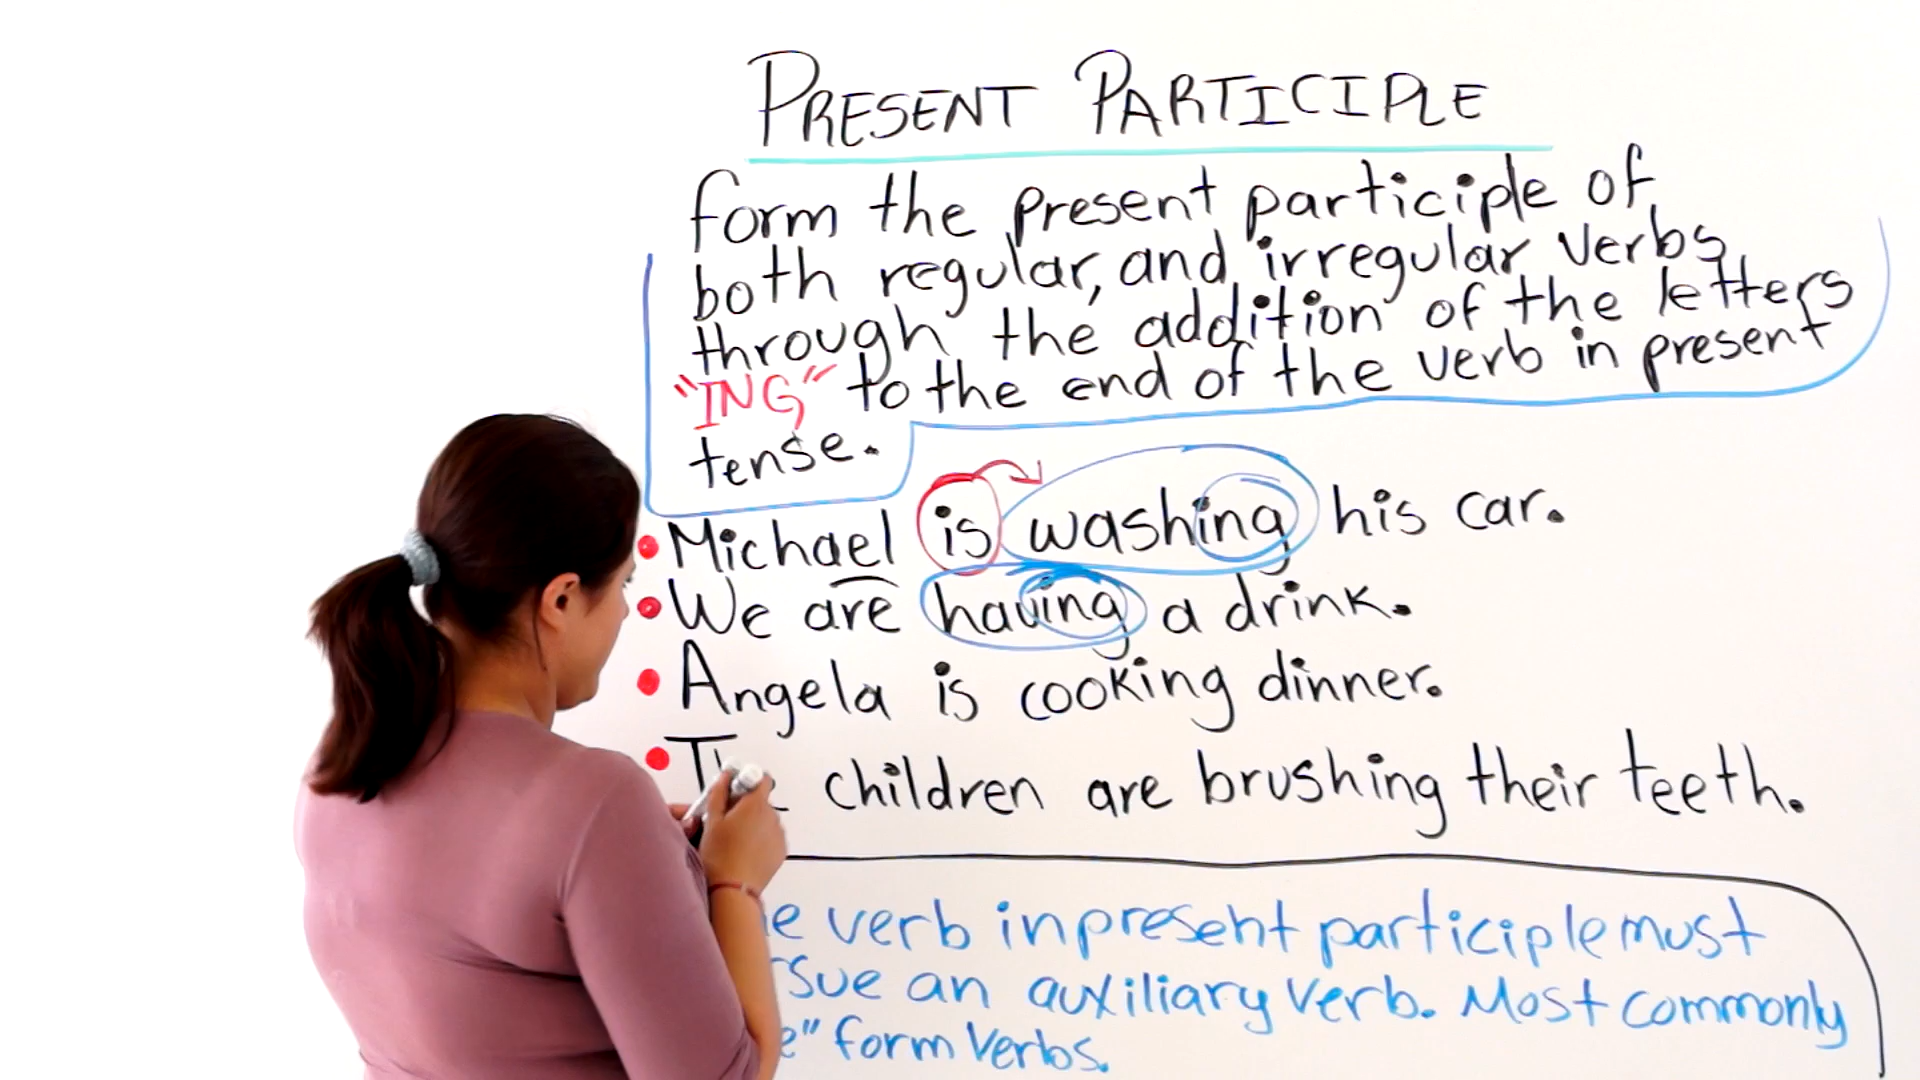 PRESENT PARTICIPLE
form the present participle of
both regular, and irregular verbs
through the addition of the letters
"ING" to the end of the verb in present
tense.
• Michael is washing his car.
• We are having a drink.
• Angela is cooking dinner.
• The children are brushing their teeth.
verb in present participle must
an auxiliary verb. Most commonly
form verbs.